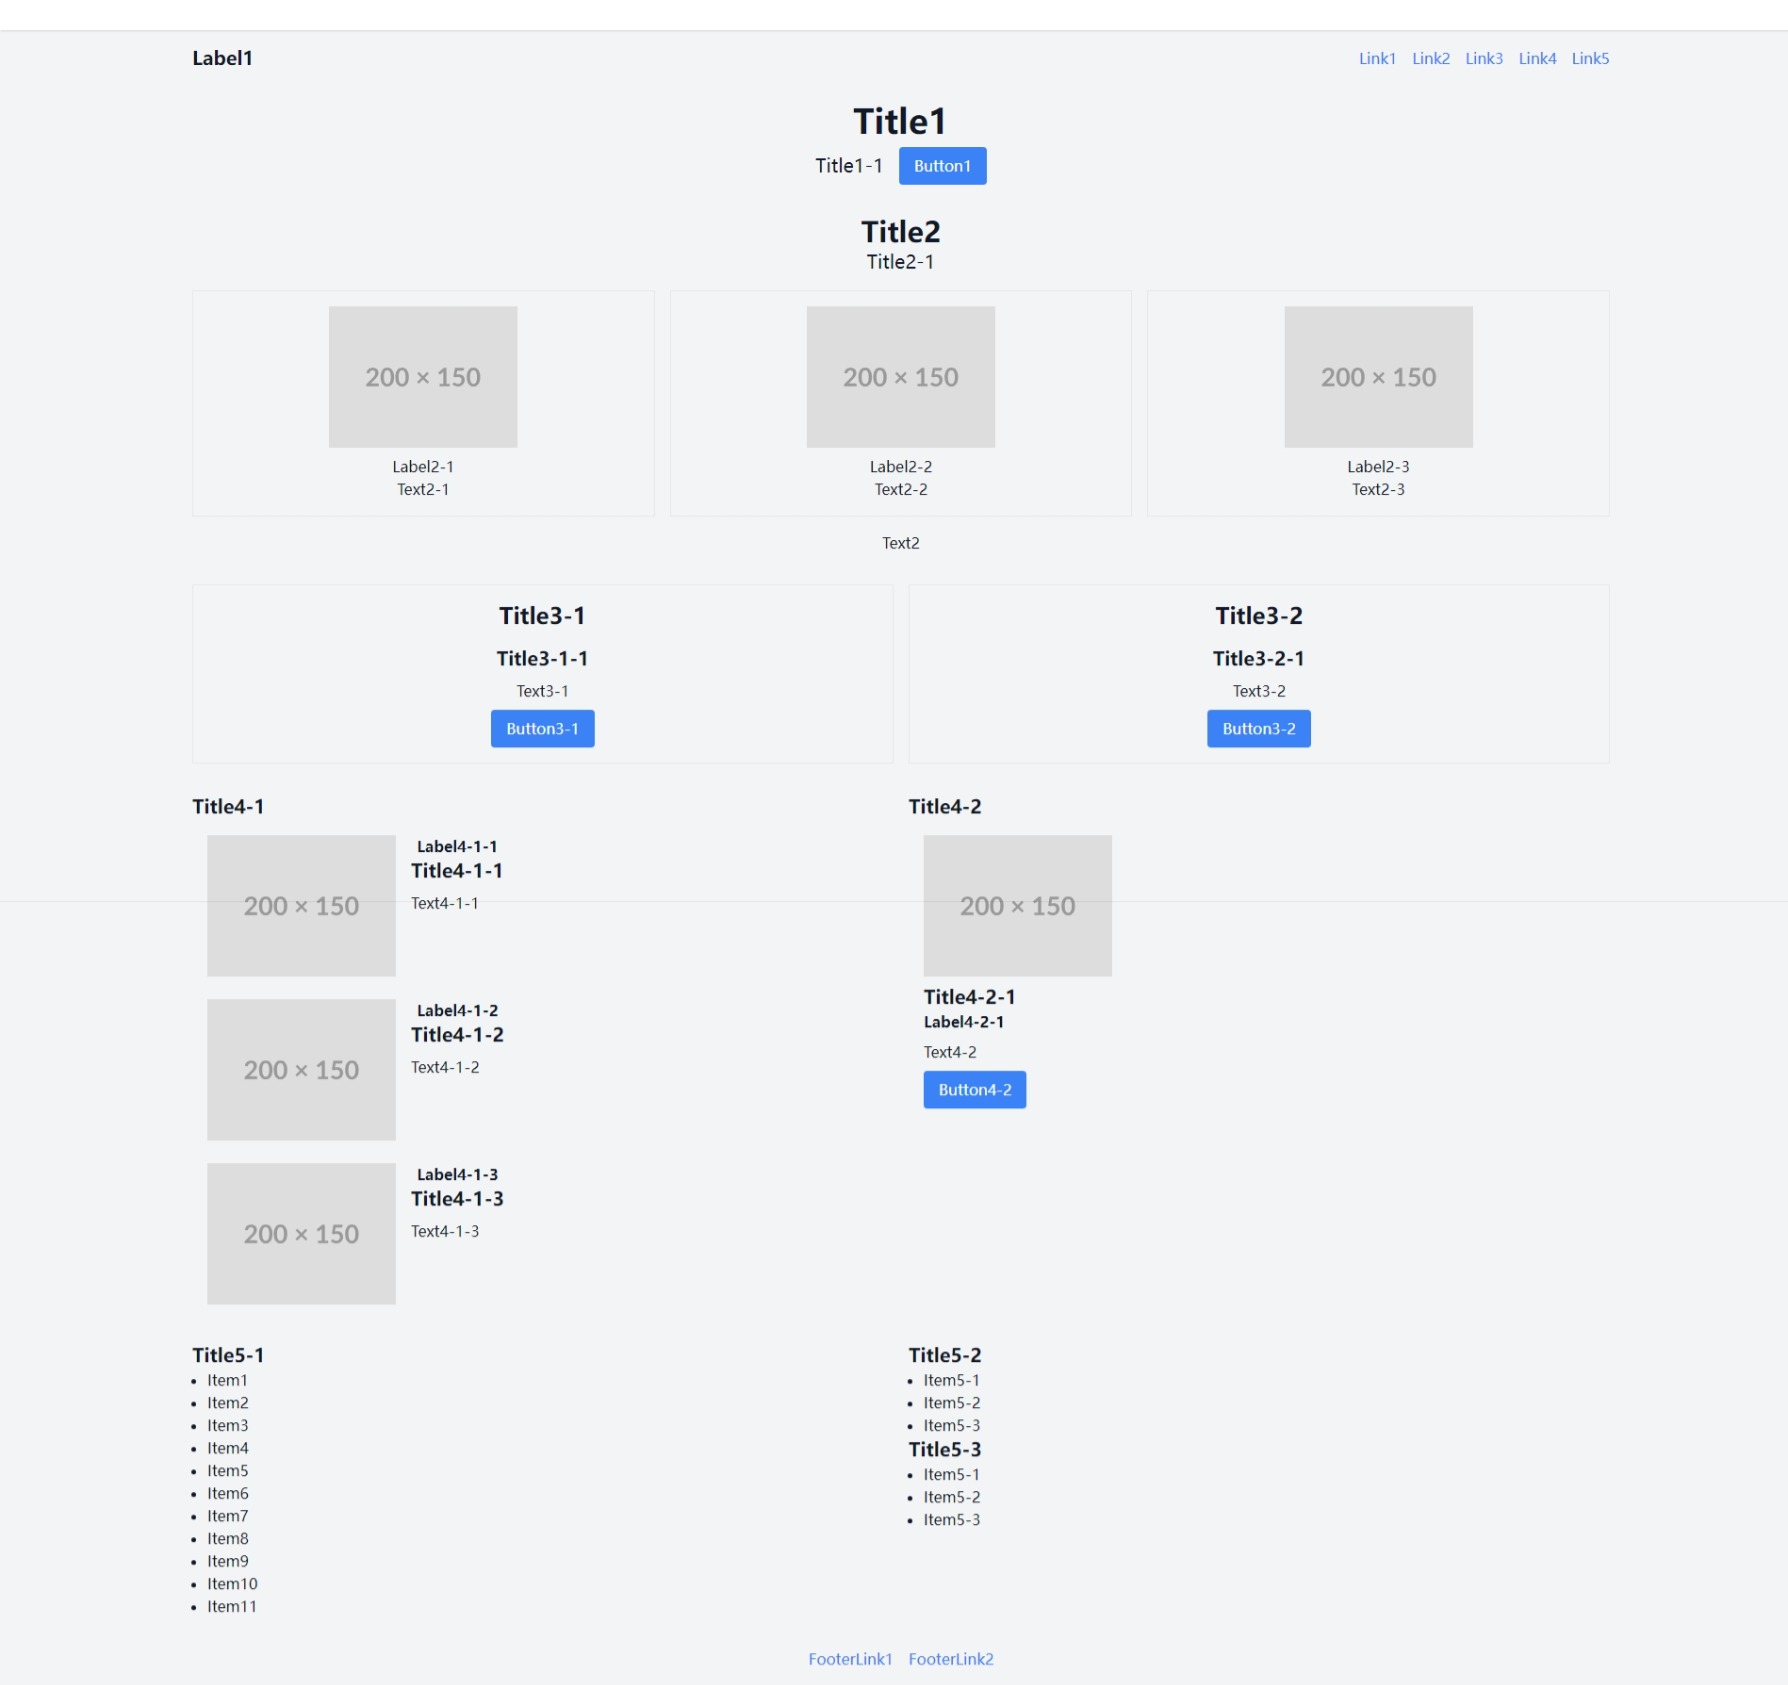 Label1
Link1 Link2 Link3 Link4 Link5
Title1
Title1-1 Button1
Title2
Title2-1
200 × 150
Label2-1
Text2-1
200 × 150
Label2-2
Text2-2
200 × 150
Label2-3
Text2-3
Text2
Title3-1
Title3-1-1
Text3-1
Button3-1
Title3-2
Title3-2-1
Text3-2
Button3-2
Title4-1
200 × 150
Label4-1-1
Title4-1-1
Text4-1-1
200 × 150
Label4-1-2
Title4-1-2
Text4-1-2
200 × 150
Label4-1-3
Title4-1-3
Text4-1-3
Title4-2
200 × 150
Title4-2-1
Label4-2-1
Text4-2
Button4-2
Title5-1
Item1
Item2
Item3
Item4
Item5
Item6
Item7
Item8
Item9
Item10
Item11
Title5-2
Item5-1
Item5-2
Item5-3
Title5-3
Item5-1
Item5-2
Item5-3
FooterLink1 FooterLink2